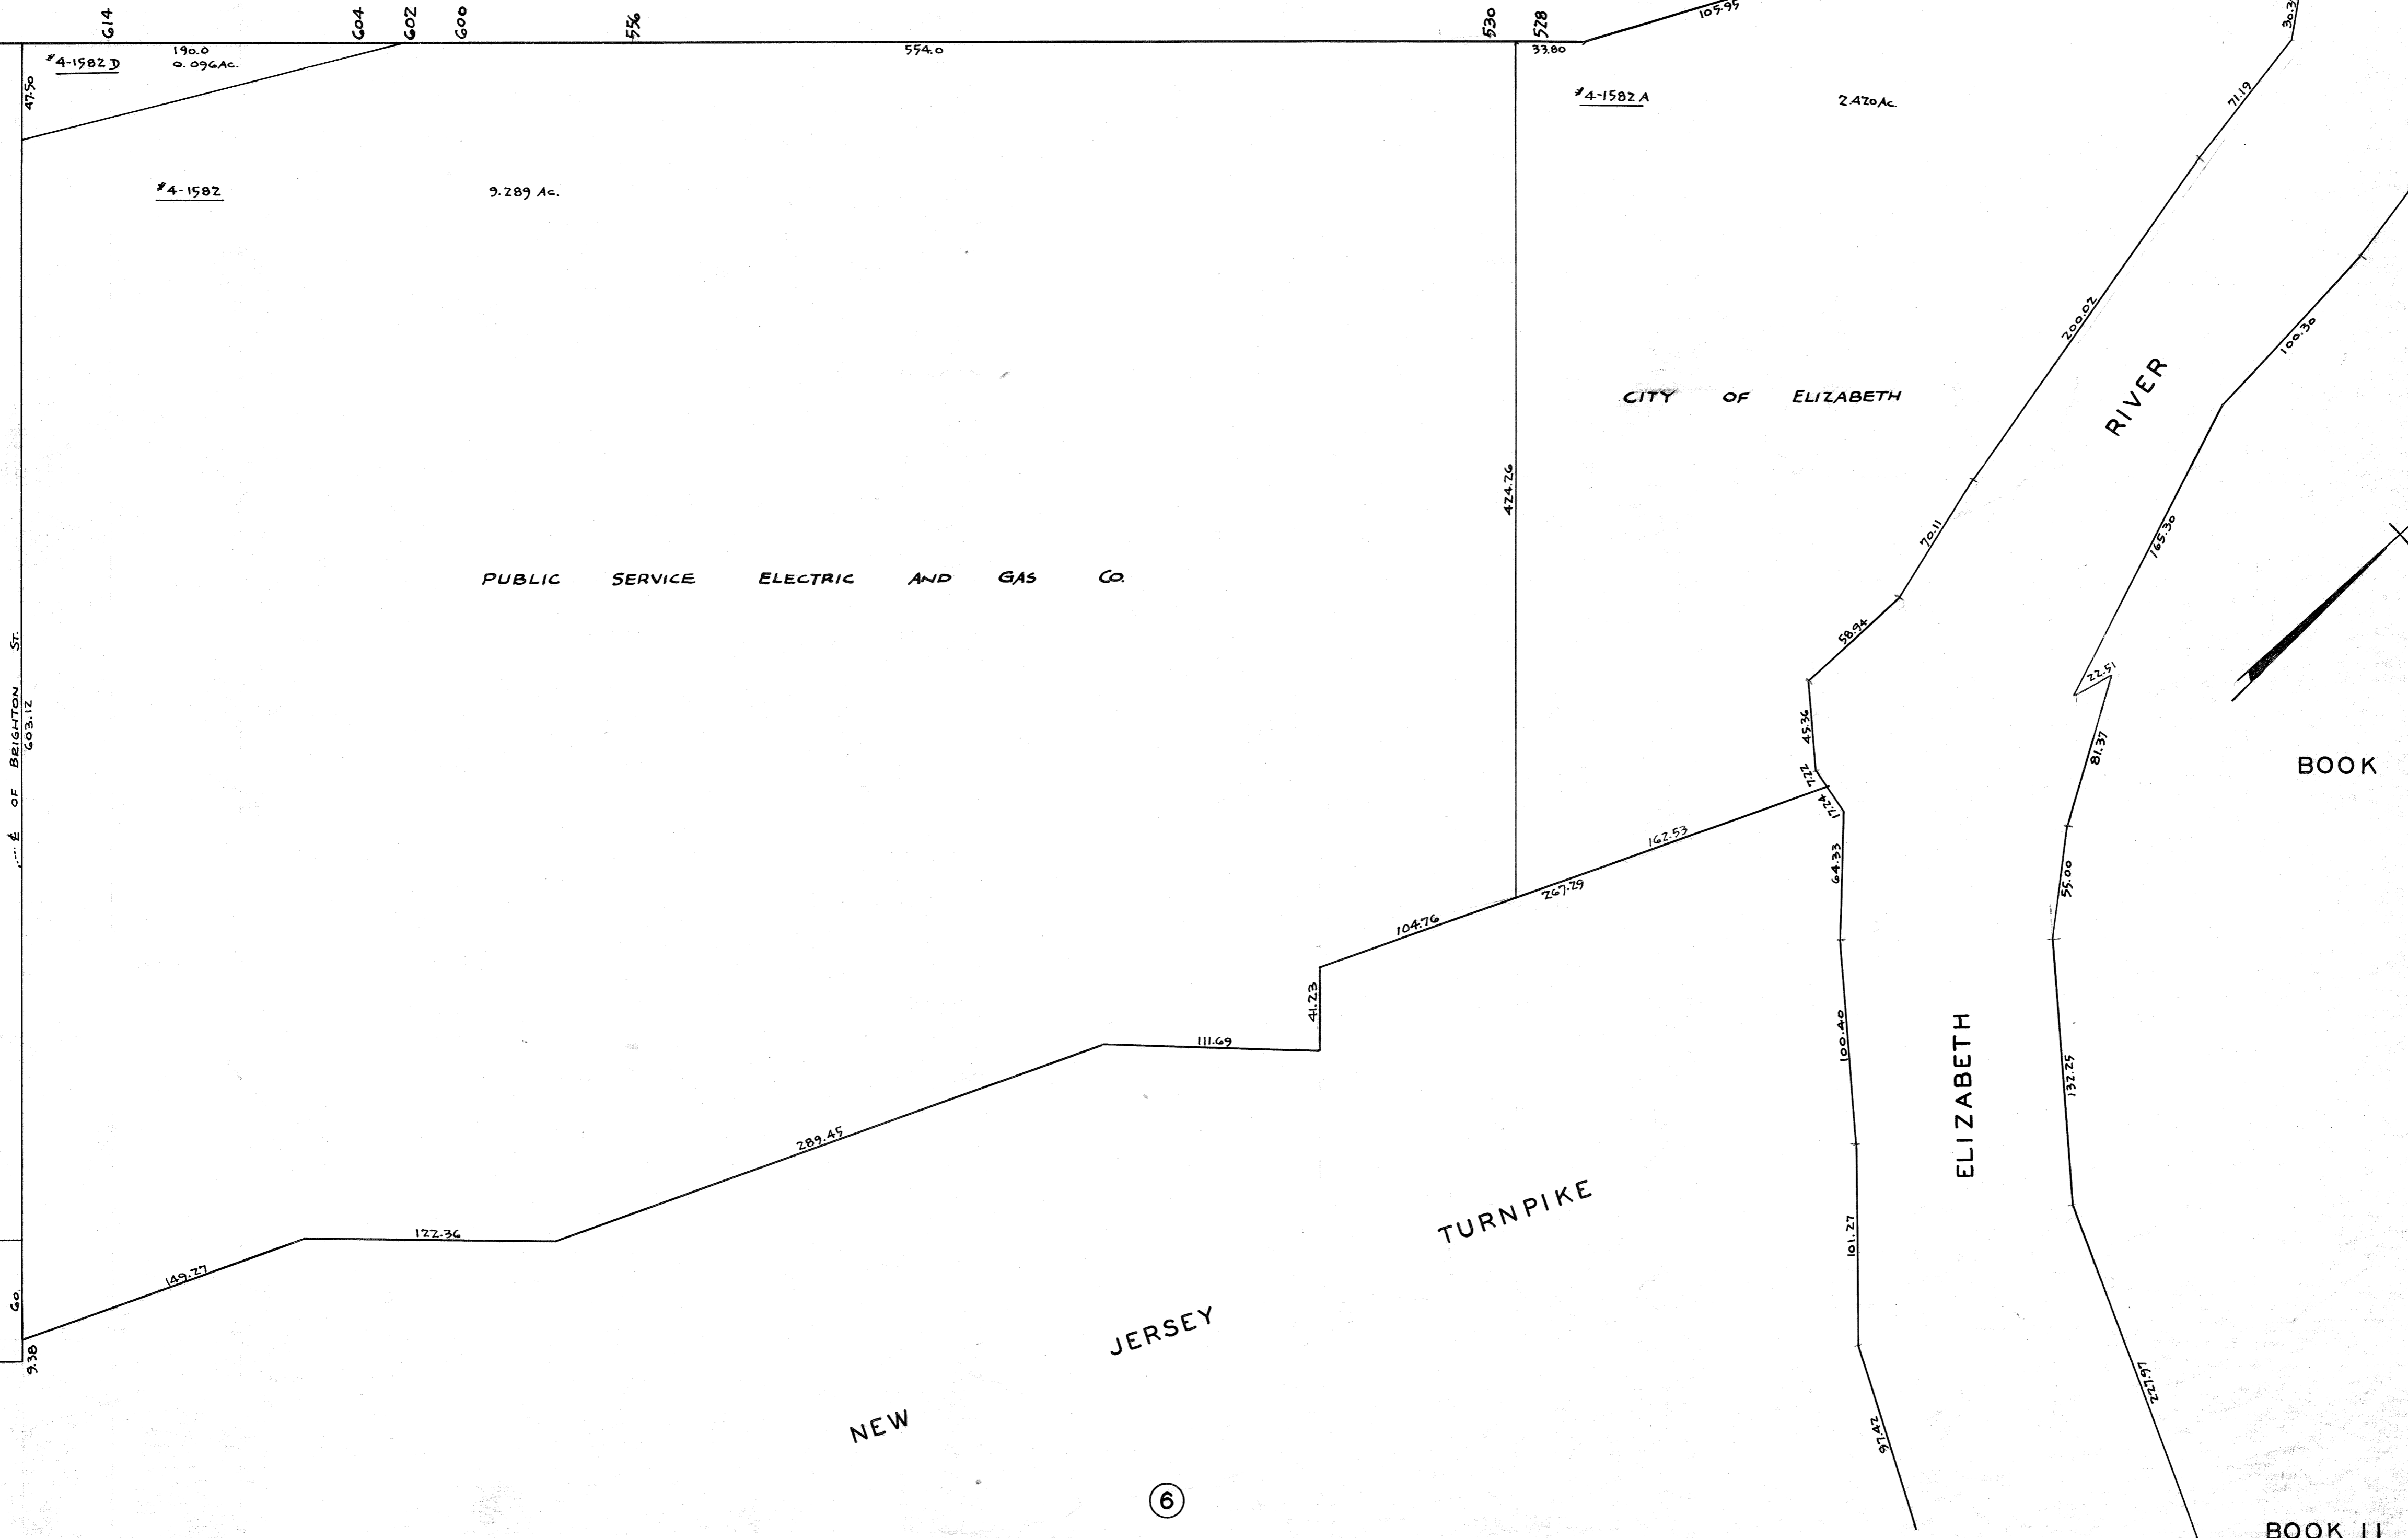 614
604
602
600
556
530
528
105.95
190.0
554.0
33.80
#4-1582 D
0.096 Ac.
47.50
#4-1582 A
2.420 Ac.
71.19
#4-1582
9.289 Ac.
200.02
100.30
CITY OF ELIZABETH
RIVER
424.26
70.11
165.30
PUBLIC SERVICE ELECTRIC AND GAS CO.
58.94
22.51
₵ OF BRIGHTON ST.
603.12
45.36
81.37
BOOK
7.22
17.24
162.53
64.33
267.29
55.00
104.76
41.23
111.69
100.40
ELIZABETH
132.25
289.45
TURNPIKE
122.36
101.27
149.27
60.
JERSEY
9.38
227.97
NEW
97.42
6
BOOK 11